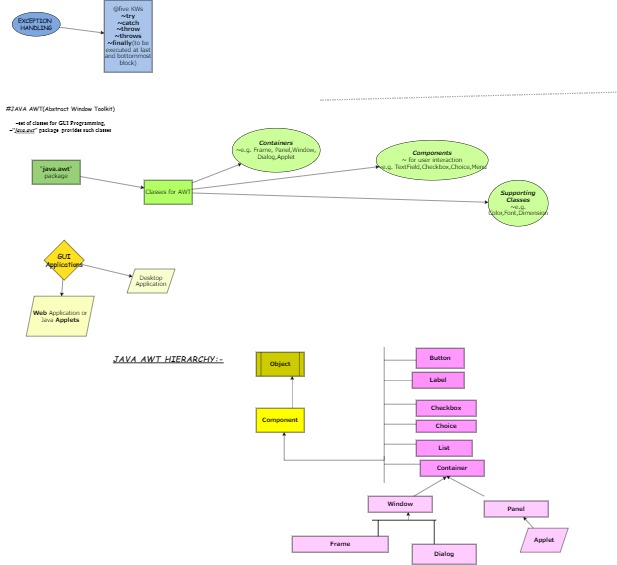 EXCEPTION
HANDLING
@five KWs
~try
~catch
~throw
~throws
~finally(to be
executed at last
and bottommost
block)
#JAVA AWT(Abstract Window Toolkit)
~set of classes for GUI Programming,
~"Java.awt" package provides such classes
"java.awt"
package
Classes for AWT
Containers
~e.g. Frame, Panel,Window,
Dialog,Applet
Components
~ for user interaction
~e.g. TextField,Checkbox,Choice,Menu
Supporting
Classes
~e.g.
Color,Font,Dimension
GUI
Applications
Desktop
Application
Web Application or
Java Applets
JAVA AWT HIERARCHY:-
Object
Component
Button
Label
Checkbox
Choice
List
Container
Window
Panel
Frame
Dialog
Applet